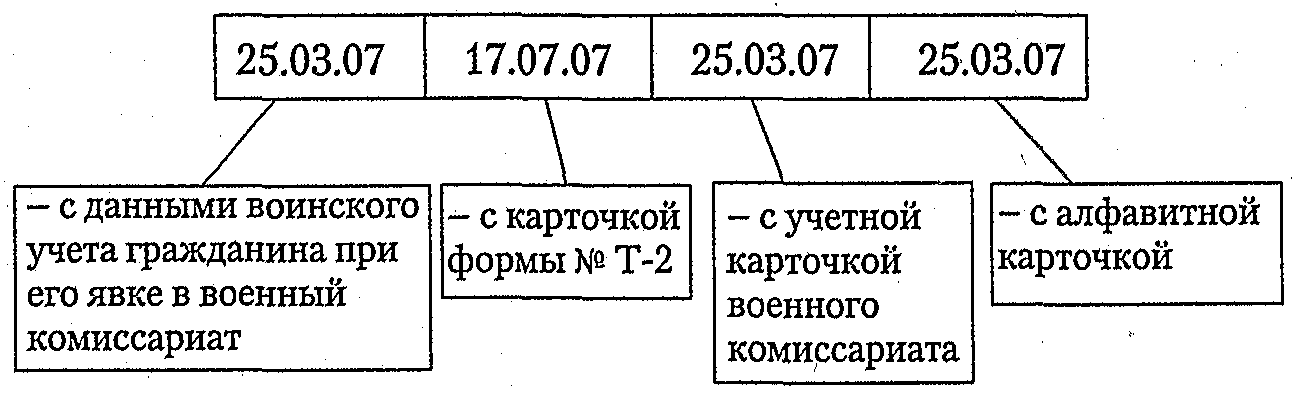 25.03.07 17.07.07 25.03.07 25.03.07
– с данными воинского
учета гражданина при
его явке в военный
комиссариат
– с карточкой
формы № Т-2
– с учетной
карточкой
военного
комиссариата
– с алфавитной
карточкой